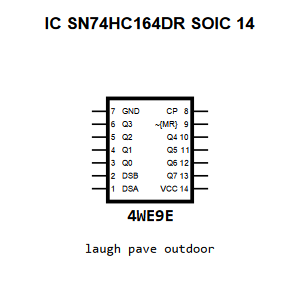 IC SN74HC164DR SOIC 14
7 GND CP 8
6 Q3 ~{MR} 9
5 Q2 Q4 10
4 Q1 Q5 11
3 Q0 Q6 12
2 DSB Q7 13
1 DSA VCC 14
4WE9E
laugh pave outdoor